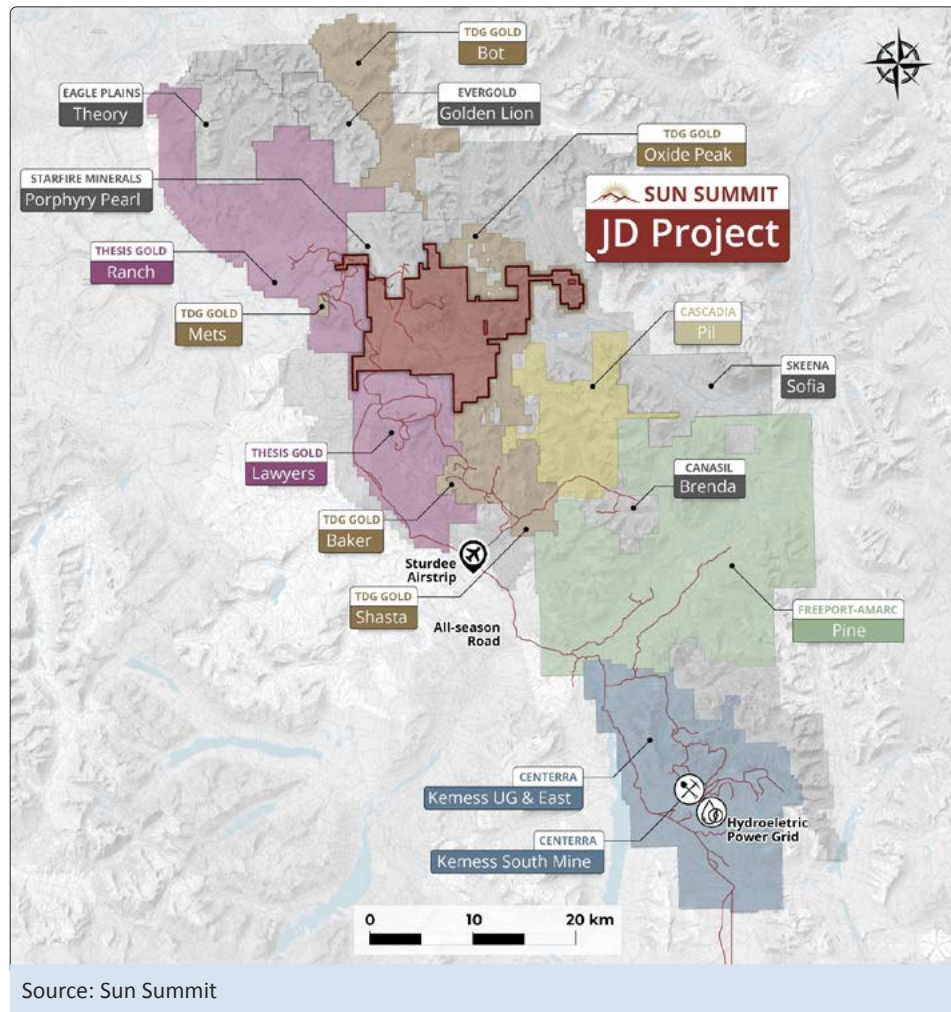 TDG GOLD
Bot
EAGLE PLAINS
Theory
EVERGOLD
Golden Lion
TDG GOLD
Oxide Peak
STARFIRE MINERALS
Porphyry Pearl
SUN SUMMIT
JD Project
THESIS GOLD
Ranch
TDG GOLD
Mets
CASCADIA
Pil
SKEENA
Sofia
THESIS GOLD
Lawyers
CANASIL
Brenda
TDG GOLD
Baker
Sturdee
Airstrip
TDG GOLD
Shasta
All-season
Road
FREEPORT-AMARC
Pine
CENTERRA
Kemess UG & East
Hydroeletric
Power Grid
CENTERRA
Kemess South Mine
0 10 20 km
Source: Sun Summit